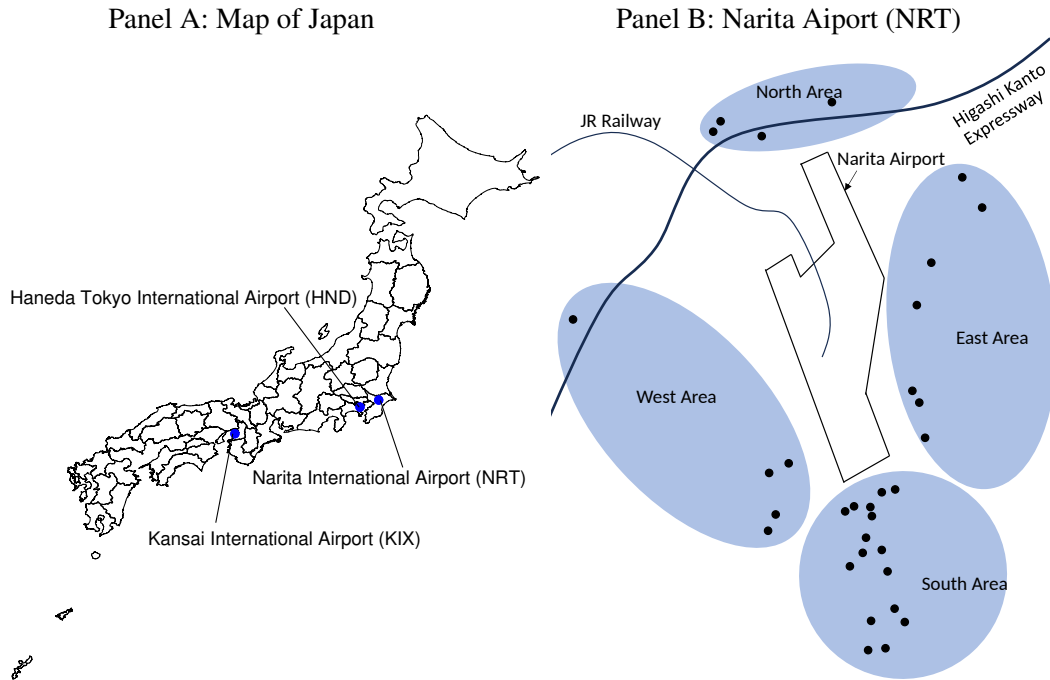 Panel A: Map of Japan
Haneda Tokyo International Airport (HND)
Narita International Airport (NRT)
Kansai International Airport (KIX)
Panel B: Narita Aiport (NRT)
North Area
JR Railway
Higashi Kanto
Expressway
Narita Airport
East Area
West Area
South Area